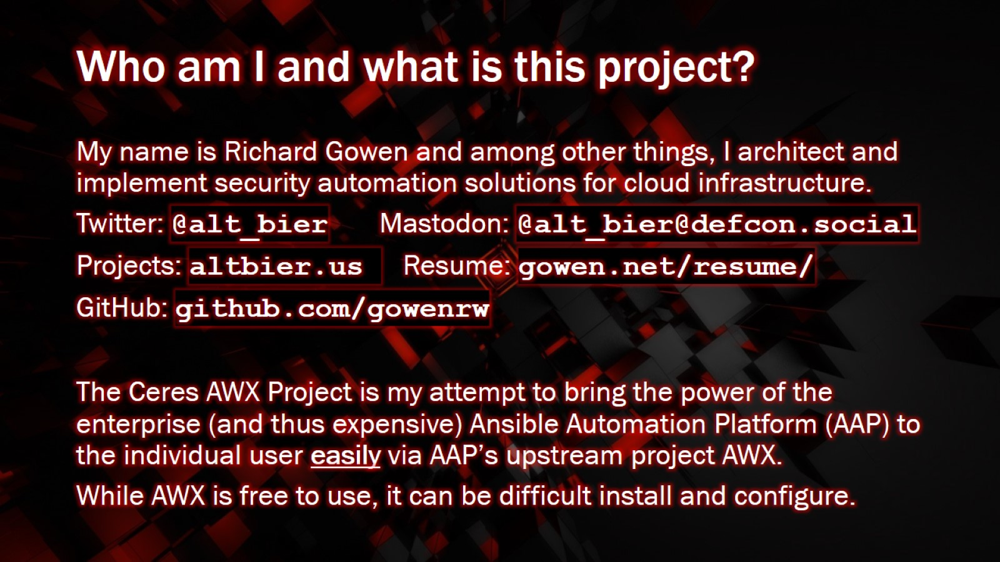 Who am I and what is this project?
My name is Richard Gowen and among other things, I architect and
implement security automation solutions for cloud infrastructure.
Twitter: @alt_bier Mastodon: @alt_bier@defcon.social
Projects: altbier.us Resume: gowen.net/resume/
GitHub: github.com/gowenrw
The Ceres AWX Project is my attempt to bring the power of the
enterprise (and thus expensive) Ansible Automation Platform (AAP) to
the individual user easily via AAP’s upstream project AWX.
While AWX is free to use, it can be difficult install and configure.